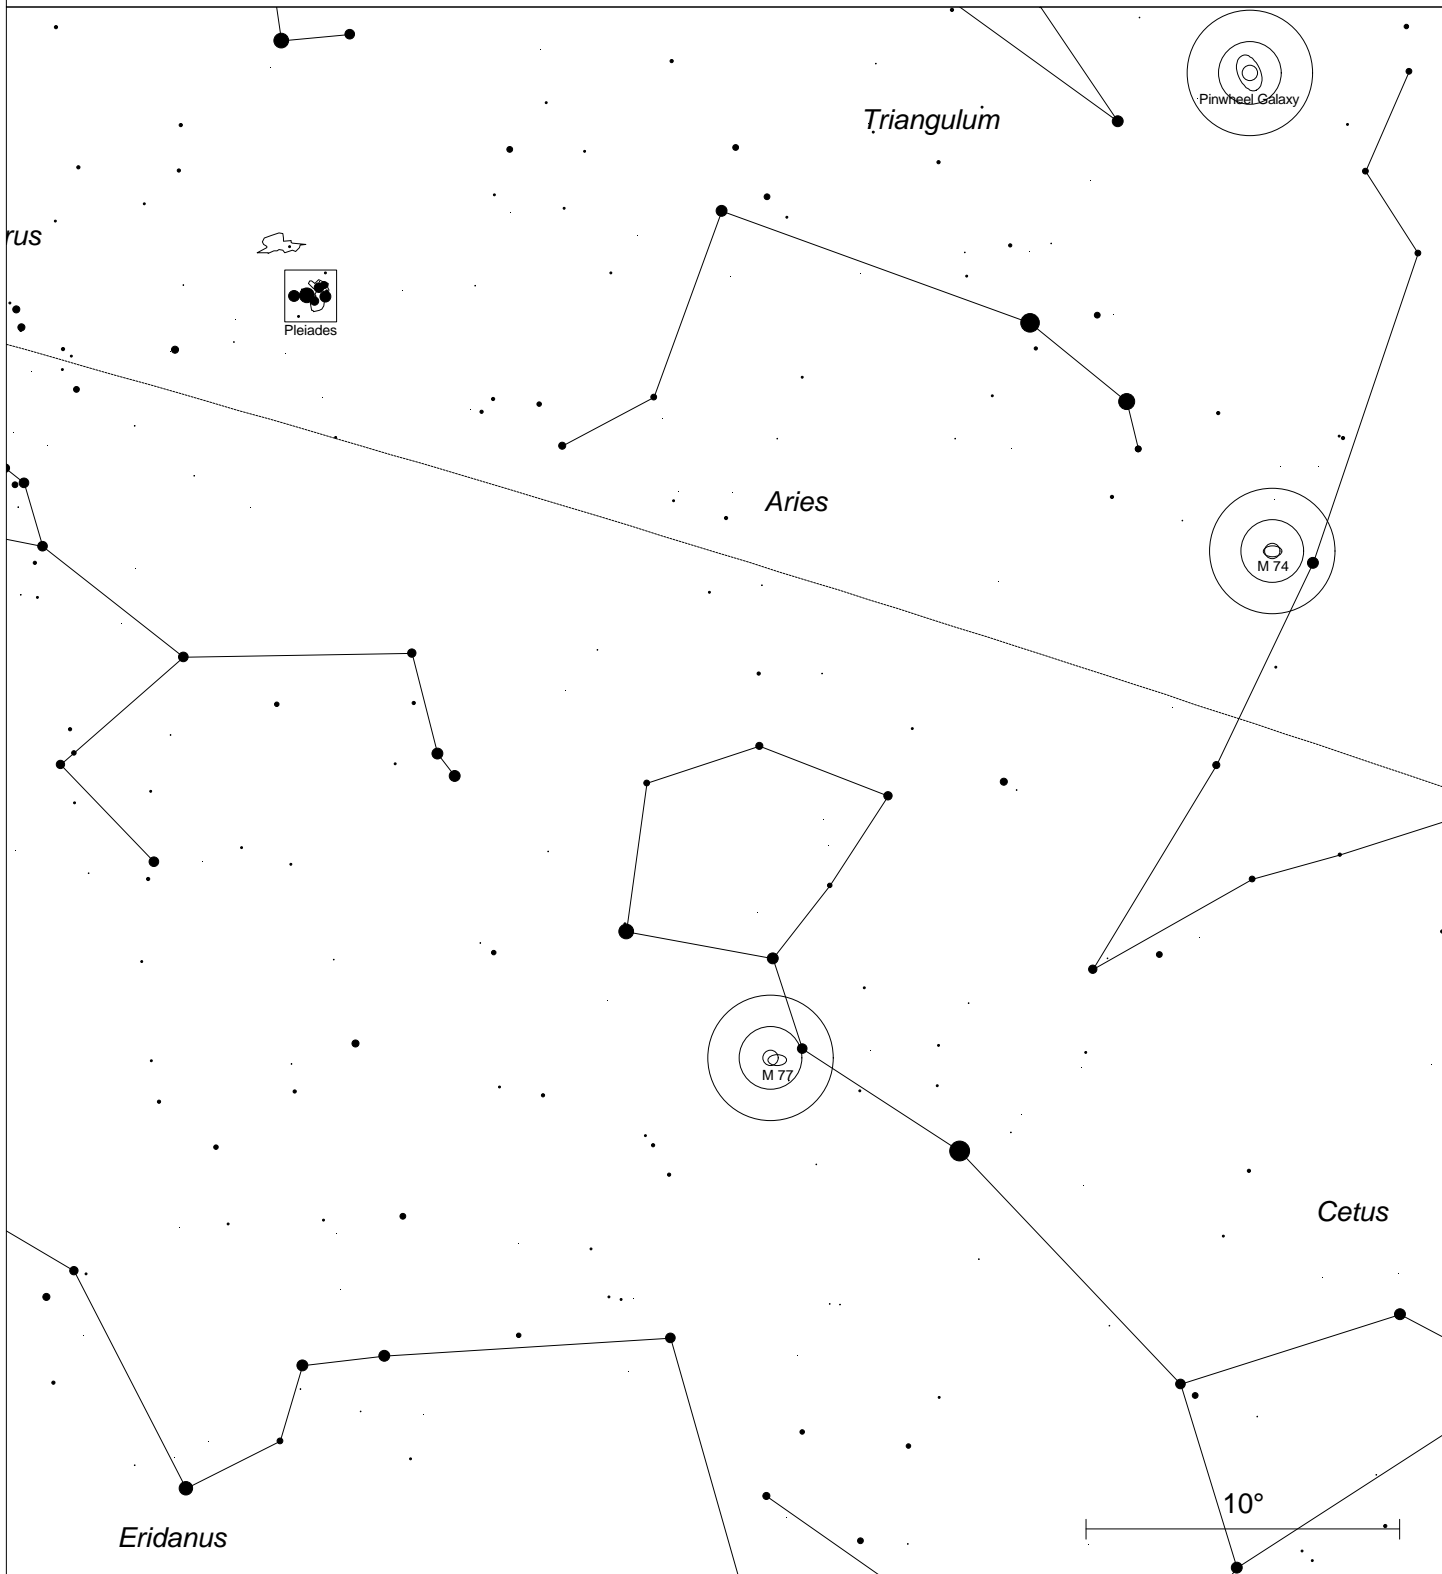 Pinwheel Galaxy
Triangulum
rus
Pleiades
Aries
M 74
M 77
Cetus
10°
Eridanus